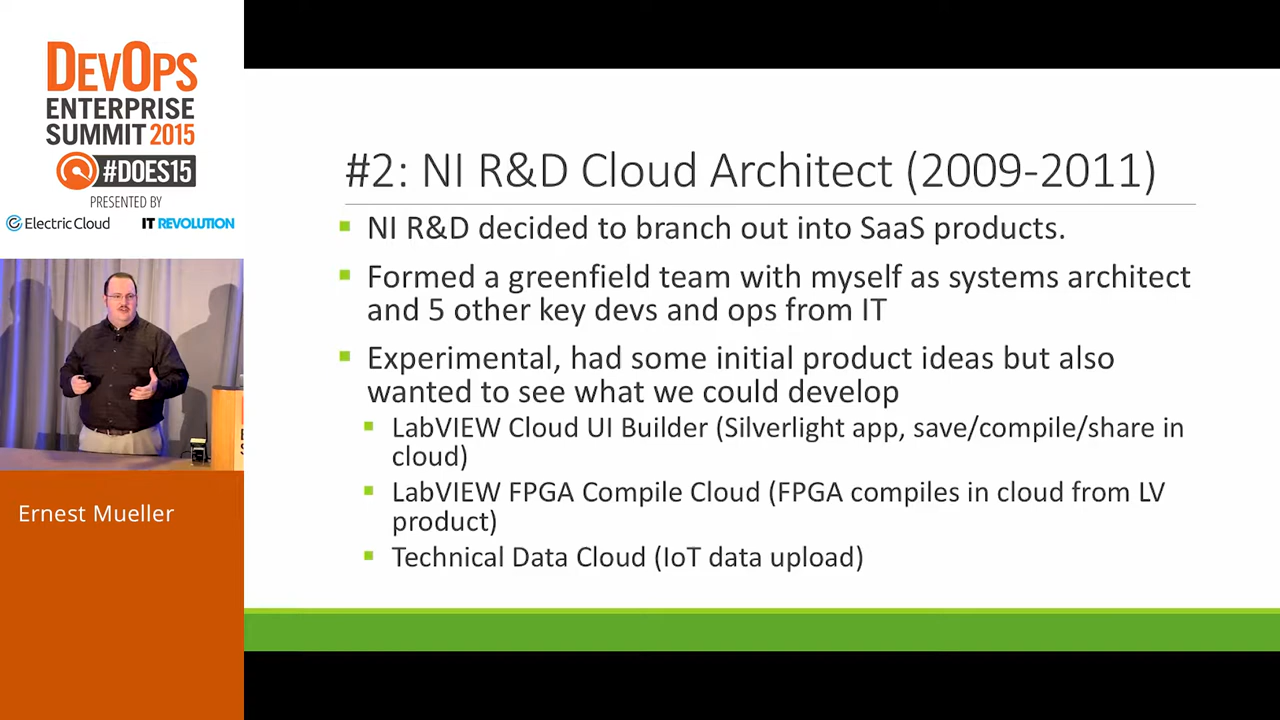 DEVOPS
ENTERPRISE
SUMMIT 2015
#DOES15
PRESENTED BY
Electric Cloud
IT REVOLUTION
Ernest Mueller
#2: NI R&D Cloud Architect (2009-2011)
NI R&D decided to branch out into SaaS products.
Formed a greenfield team with myself as systems architect
and 5 other key devs and ops from IT
Experimental, had some initial product ideas but also
wanted to see what we could develop
LabVIEW Cloud UI Builder (Silverlight app, save/compile/share in
cloud)
LabVIEW FPGA Compile Cloud (FPGA compiles in cloud from LV
product)
Technical Data Cloud (IoT data upload)